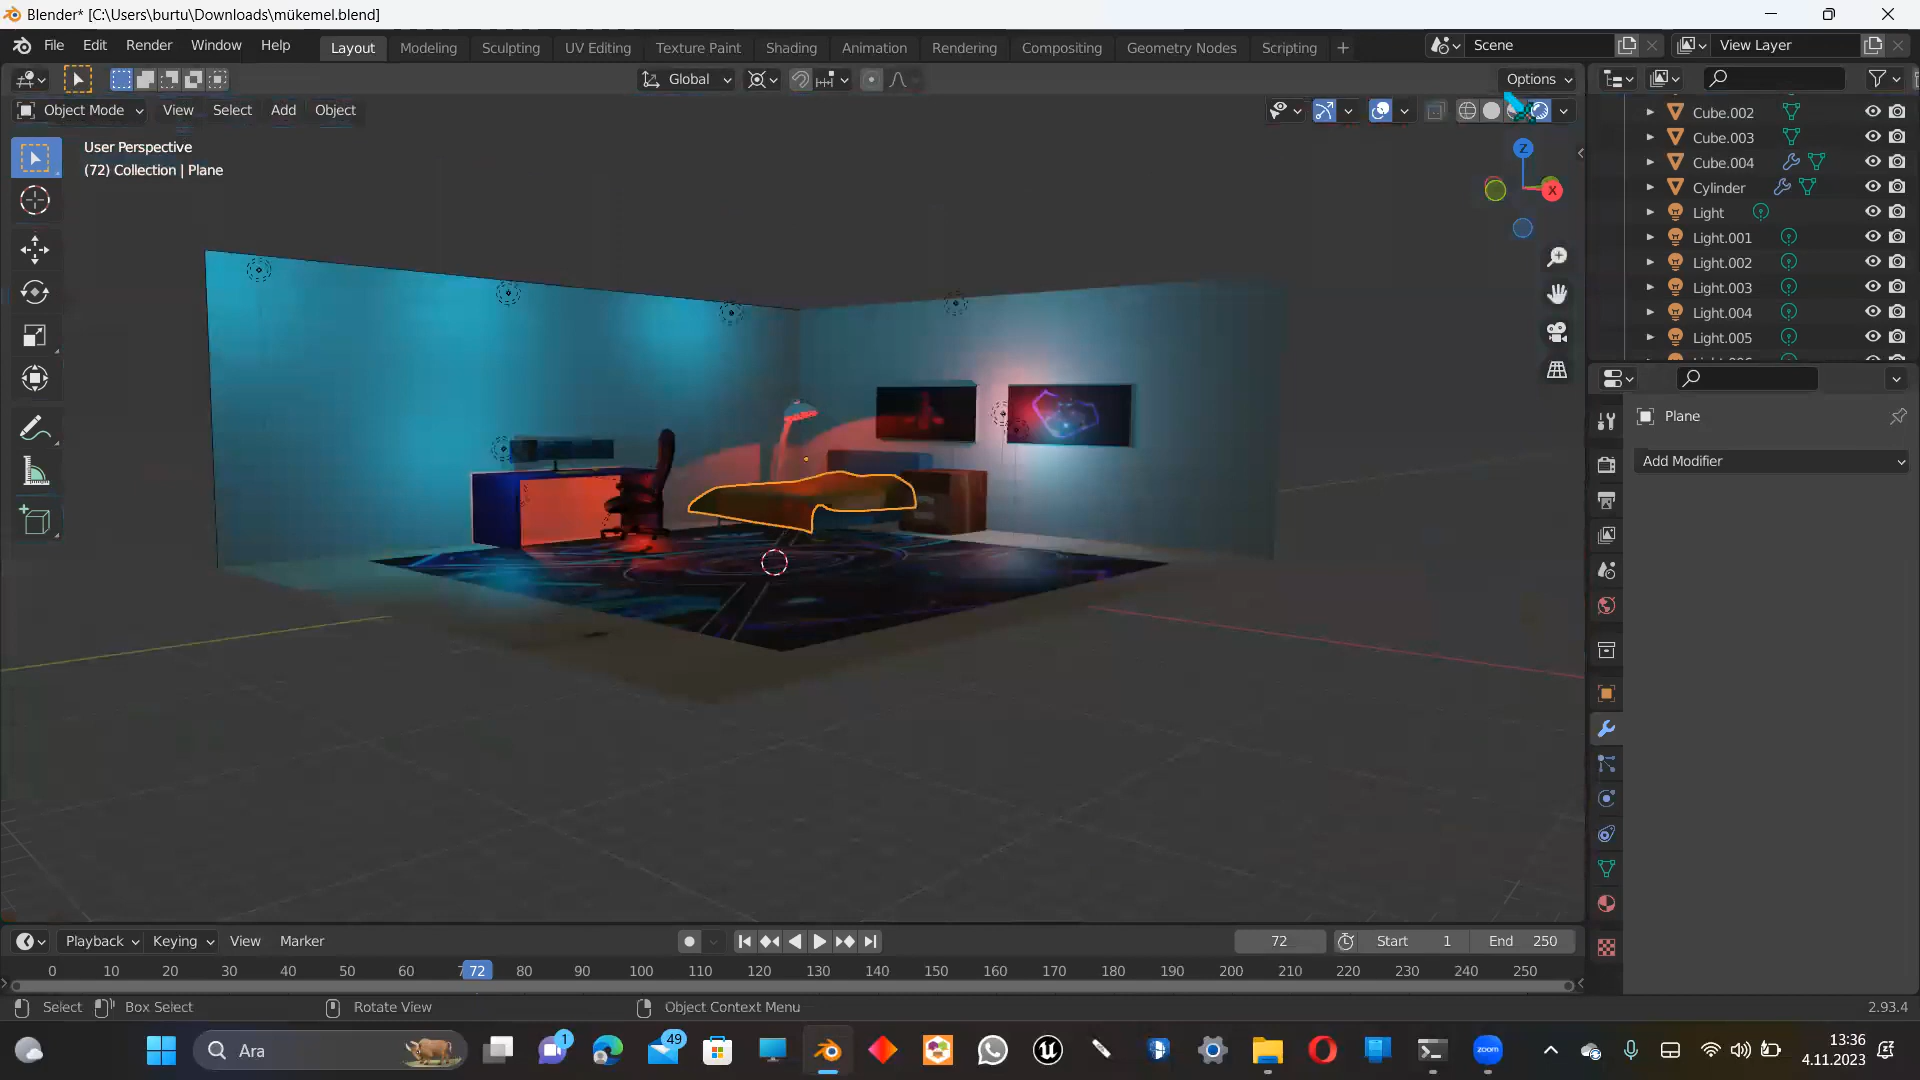 Blender* [C:\Users\burtu\Downloads\mükemel.blend]
File Edit Render Window Help
Layout Modeling Sculpting UV Editing Texture Paint Shading Animation Rendering Compositing Geometry Nodes Scripting +
Scene
View Layer
Global
Options
Object Mode View Select Add Object
User Perspective
(72) Collection | Plane
Z
X
Cube.002
Cube.003
Cube.004
Cylinder
Light
Light.001
Light.002
Light.003
Light.004
Light.005
Plane
Add Modifier
Playback Keying View Marker
72 Start 1 End 250
0 10 20 30 40 50 60 72 80 90 100 110 120 130 140 150 160 170 180 190 200 210 220 230 240 250
Select Box Select Rotate View Object Context Menu 2.93.4
Ara
1
49
zoom
13:36
4.11.2023